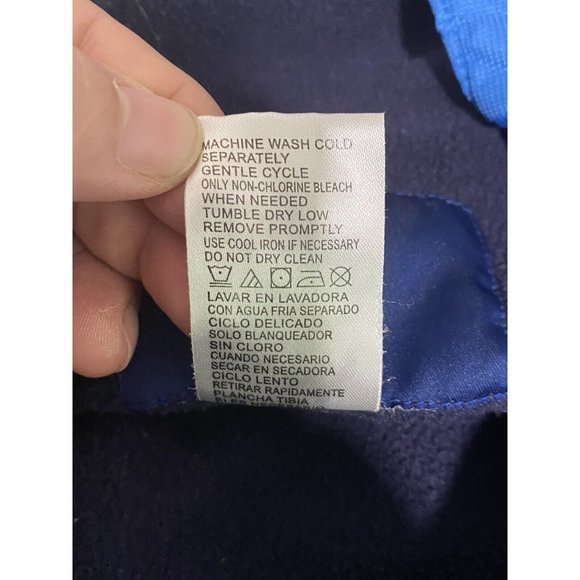 MACHINE WASH COLD
SEPARATELY
GENTLE CYCLE
ONLY NON-CHLORINE BLEACH
WHEN NEEDED
TUMBLE DRY LOW
REMOVE PROMPTLY
USE COOL IRON IF NECESSARY
DO NOT DRY CLEAN
LAVAR EN LAVADORA
CON AGUA FRIA SEPARADO
CICLO DELICADO
SOLO BLANQUEADOR
SIN CLORO
CUANDO NECESARIO
SECAR EN SECADORA
CICLO LENTO
RETIRAR RAPIDAMENTE
PLANCHA TIBIA